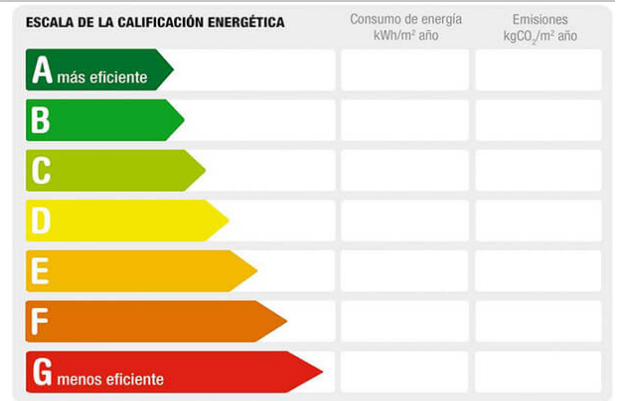 ESCALA DE LA CALIFICACIÓN ENERGÉTICA
Consumo de energía
kWh/m² año
Emisiones
kgCO₂/m² año
A más eficiente
B
C
D
E
F
G menos eficiente